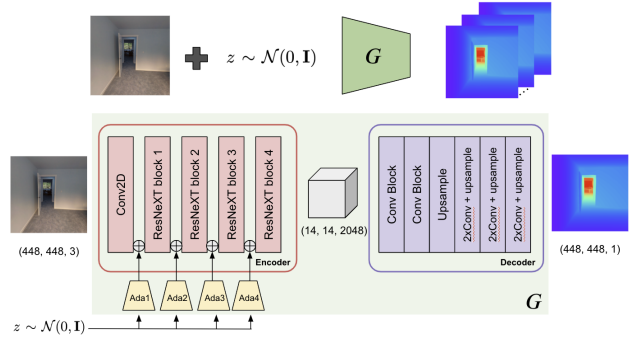 z ∼ 𝒩(0, I)
G
Conv2D
ResNeXT block 1
ResNeXT block 2
ResNeXT block 3
ResNeXT block 4
Encoder
(448, 448, 3)
(14, 14, 2048)
Conv Block
Conv Block
Upsample
2xConv + upsample
2xConv + upsample
2xConv + upsample
Decoder
(448, 448, 1)
Ada1
Ada2
Ada3
Ada4
G
z ∼ 𝒩(0, I)